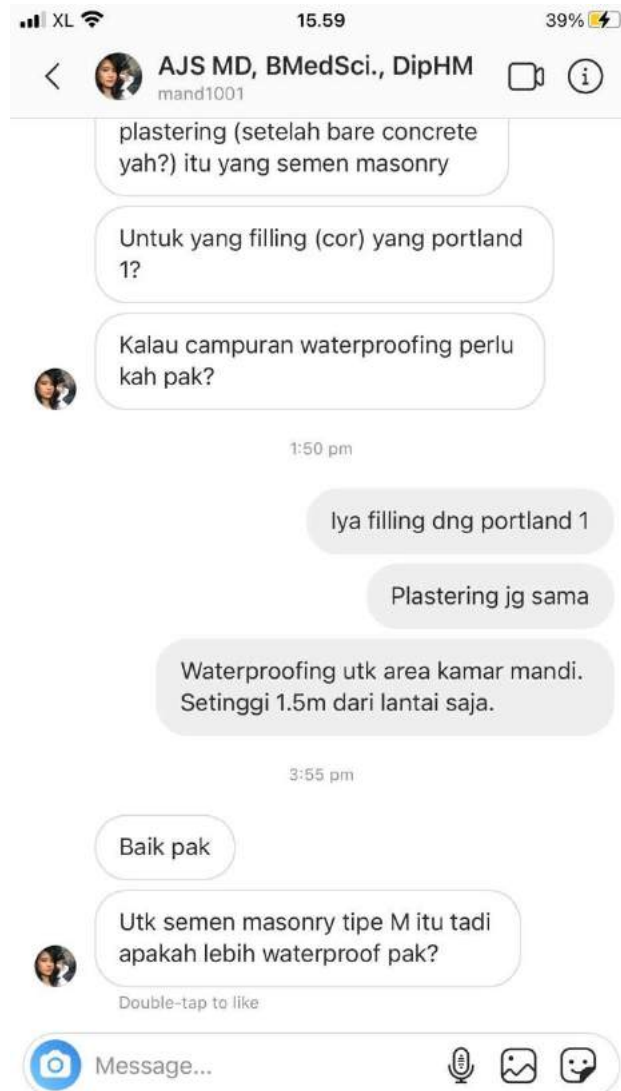 XL 15.59 39%
AJS MD, BMedSci., DipHM
mand1001
plastering (setelah bare concrete
yah?) itu yang semen masonry
Untuk yang filling (cor) yang portland
1?
Kalau campuran waterproofing perlu
kah pak?
1:50 pm
Iya filling dng portland 1
Plastering jg sama
Waterproofing utk area kamar mandi.
Setinggi 1.5m dari lantai saja.
3:55 pm
Baik pak
Utk semen masonry tipe M itu tadi
apakah lebih waterproof pak?
Double-tap to like
Message...